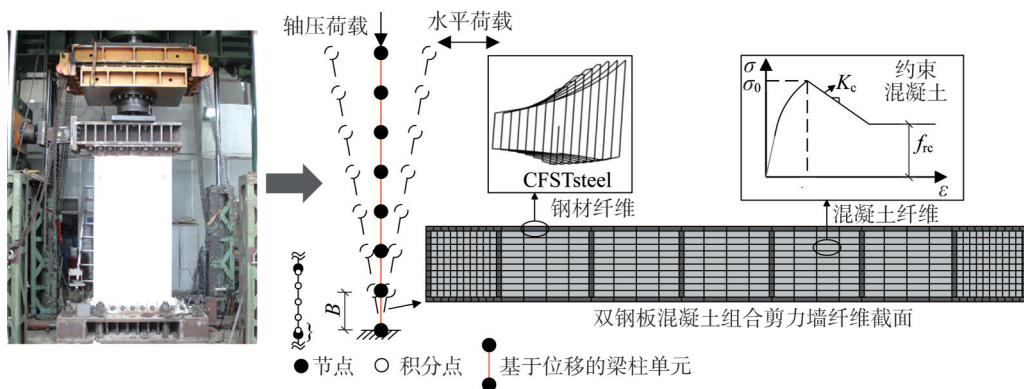 轴压荷载
水平荷载
CFSTsteel
钢材纤维
σ
σ₀
K_c
约束
混凝土
f_rc
ε
混凝土纤维
B
双钢板混凝土组合剪力墙纤维截面
节点
积分点
基于位移的梁柱单元